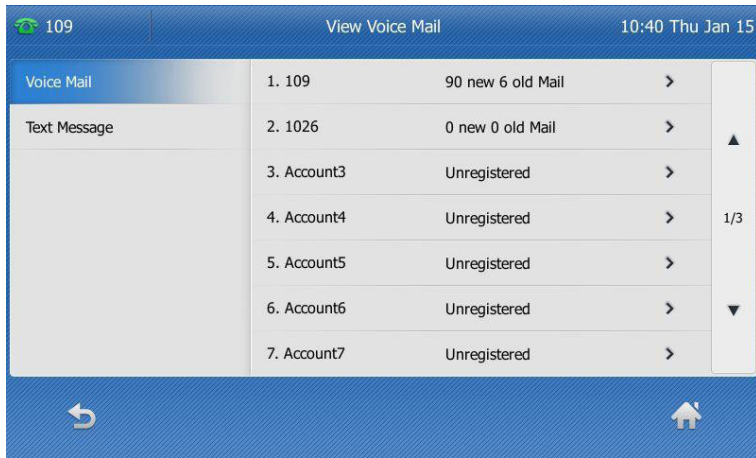 109 View Voice Mail 10:40 Thu Jan 15
Voice Mail
Text Message
1. 109 90 new 6 old Mail
2. 1026 0 new 0 old Mail
3. Account3 Unregistered
4. Account4 Unregistered
5. Account5 Unregistered
6. Account6 Unregistered
7. Account7 Unregistered
1/3